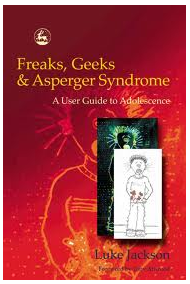 Freaks, Geeks
& Asperger Syndrome
A User Guide to Adolescence
Luke Jackson